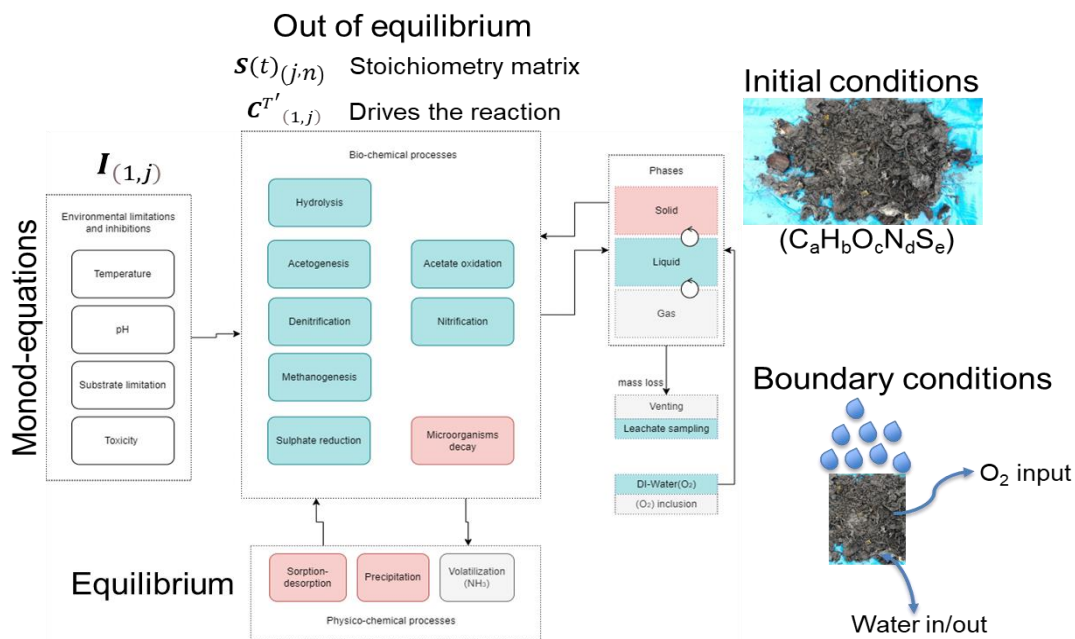 Out of equilibrium
S(t)(j,n) Stoichiometry matrix
C^T'(1,j) Drives the reaction
I(1,j)
Monod-equations
Environmental limitations
and inhibitions
Temperature
pH
Substrate limitation
Toxicity
Bio-chemical processes
Hydrolysis
Acetogenesis
Acetate oxidation
Denitrification
Nitrification
Methanogenesis
Sulphate reduction
Microorganisms
decay
Equilibrium
Sorption-
desorption
Precipitation
Volatilization
(NH₃)
Physico-chemical processes
Phases
Solid
Liquid
Gas
mass loss
Venting
Leachate sampling
DI-Water(O₂)
(O₂) inclusion
Initial conditions
(CₐHbOcNdSₑ)
Boundary conditions
O₂ input
Water in/out